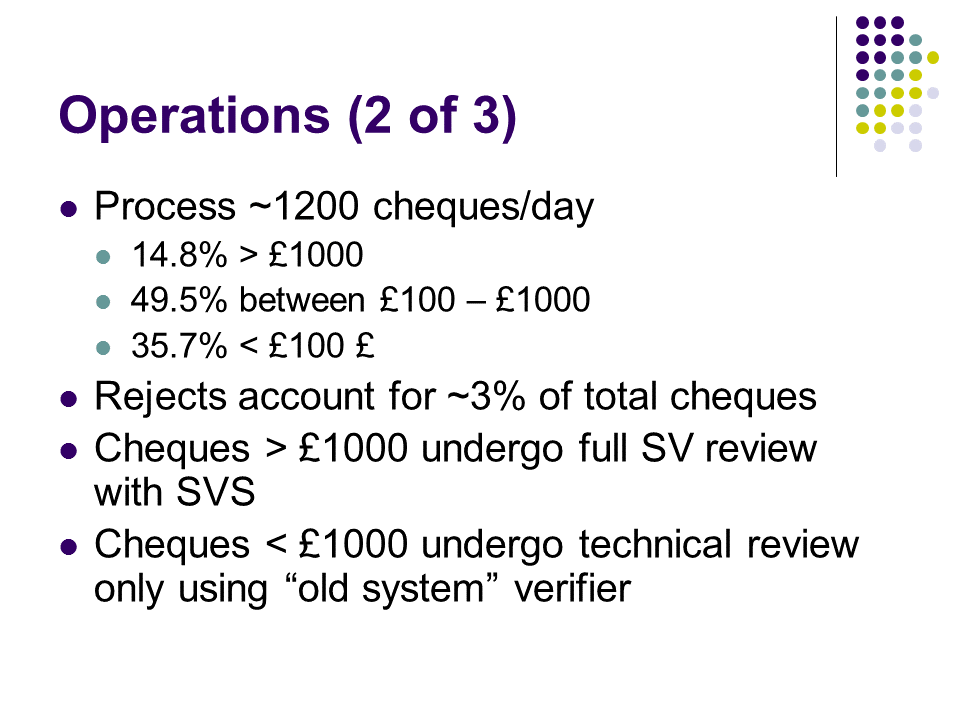 Operations (2 of 3)
Process ~1200 cheques/day
14.8% > £1000
49.5% between £100 – £1000
35.7% < £100 £
Rejects account for ~3% of total cheques
Cheques > £1000 undergo full SV review
with SVS
Cheques < £1000 undergo technical review
only using “old system” verifier